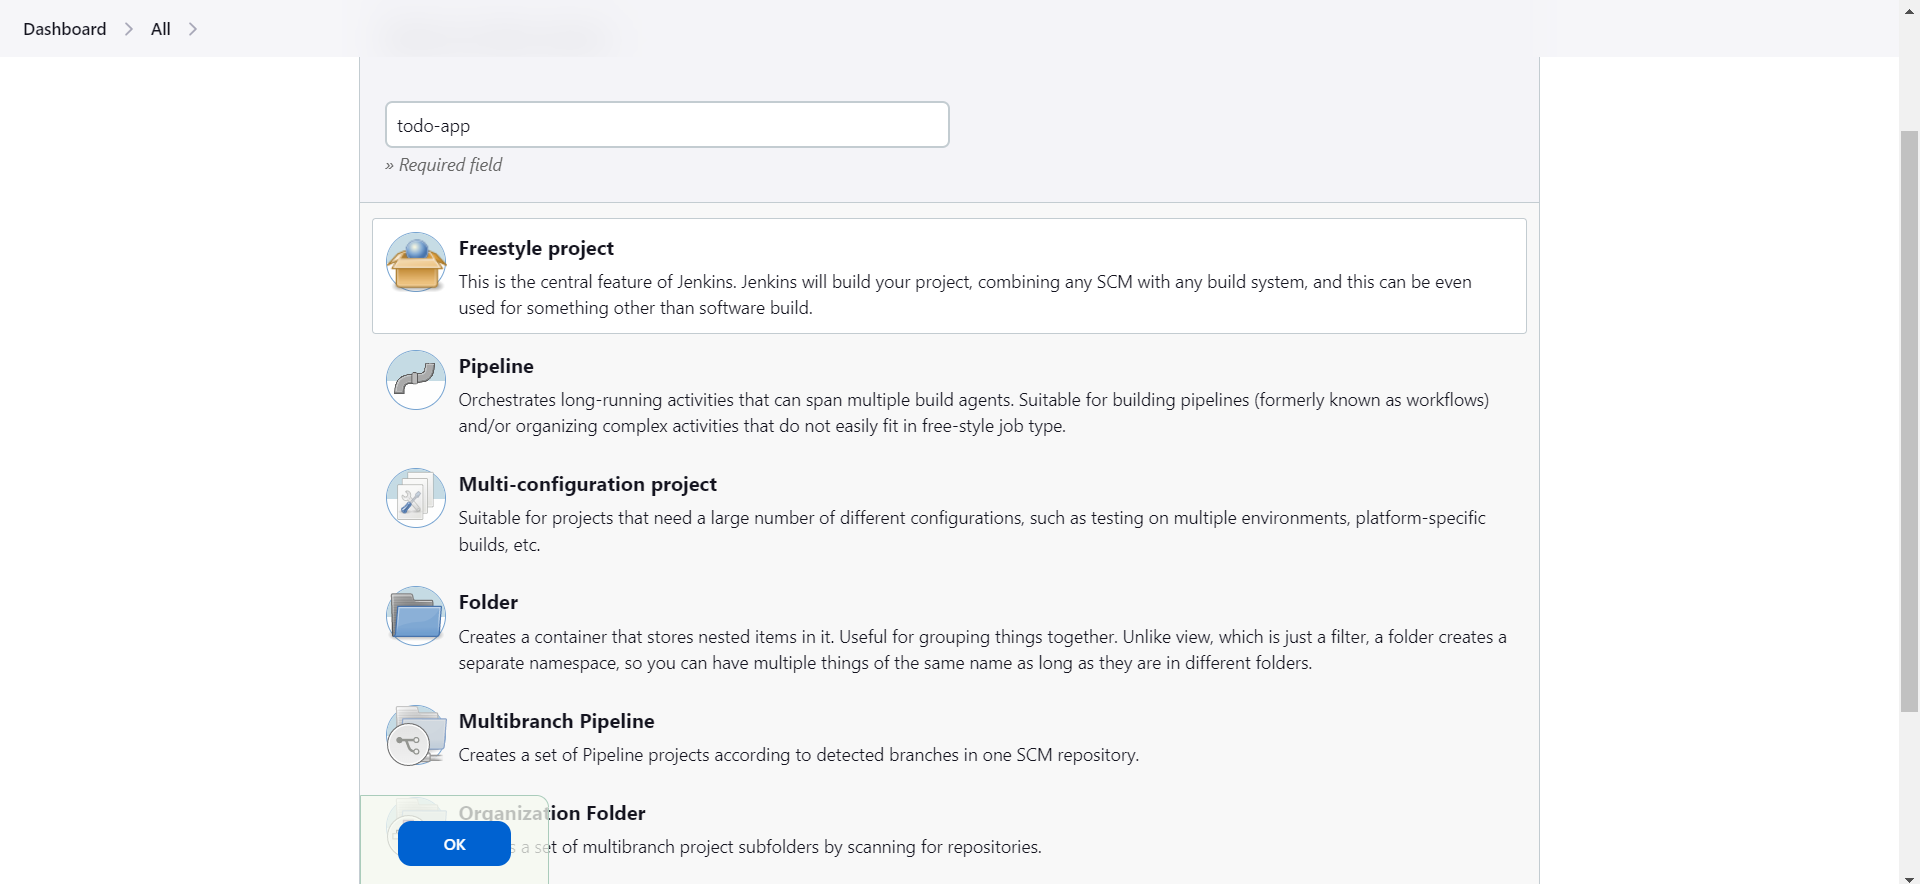 Dashboard
All
todo-app
» Required field
Freestyle project
This is the central feature of Jenkins. Jenkins will build your project, combining any SCM with any build system, and this can be even
used for something other than software build.
Pipeline
Orchestrates long-running activities that can span multiple build agents. Suitable for building pipelines (formerly known as workflows)
and/or organizing complex activities that do not easily fit in free-style job type.
Multi-configuration project
Suitable for projects that need a large number of different configurations, such as testing on multiple environments, platform-specific
builds, etc.
Folder
Creates a container that stores nested items in it. Useful for grouping things together. Unlike view, which is just a filter, a folder creates a
separate namespace, so you can have multiple things of the same name as long as they are in different folders.
Multibranch Pipeline
Creates a set of Pipeline projects according to detected branches in one SCM repository.
Organization Folder
a set of multibranch project subfolders by scanning for repositories.
OK